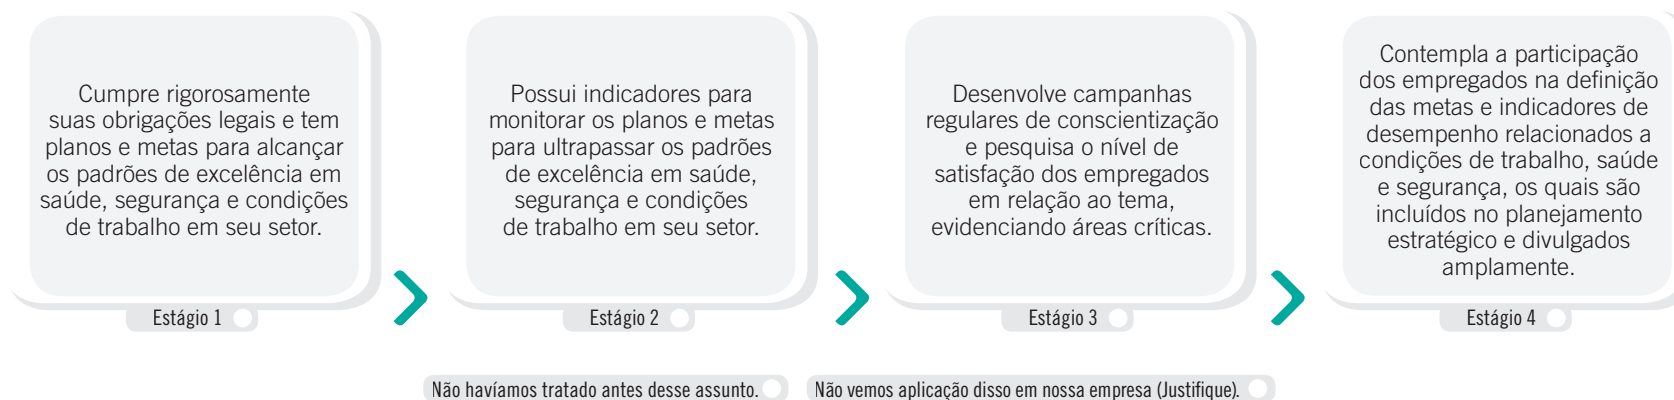 Cumpre rigorosamente
suas obrigações legais e tem
planos e metas para alcançar
os padrões de excelência em
saúde, segurança e condições
de trabalho em seu setor.
Estágio 1
Possui indicadores para
monitorar os planos e metas
para ultrapassar os padrões
de excelência em saúde,
segurança e condições
de trabalho em seu setor.
Estágio 2
Desenvolve campanhas
regulares de conscientização
e pesquisa o nível de
satisfação dos empregados
em relação ao tema,
evidenciando áreas críticas.
Estágio 3
Contempla a participação
dos empregados na definição
das metas e indicadores de
desempenho relacionados a
condições de trabalho, saúde
e segurança, os quais são
incluídos no planejamento
estratégico e divulgados
amplamente.
Estágio 4
Não havíamos tratado antes desse assunto.
Não vemos aplicação disso em nossa empresa (Justifique).